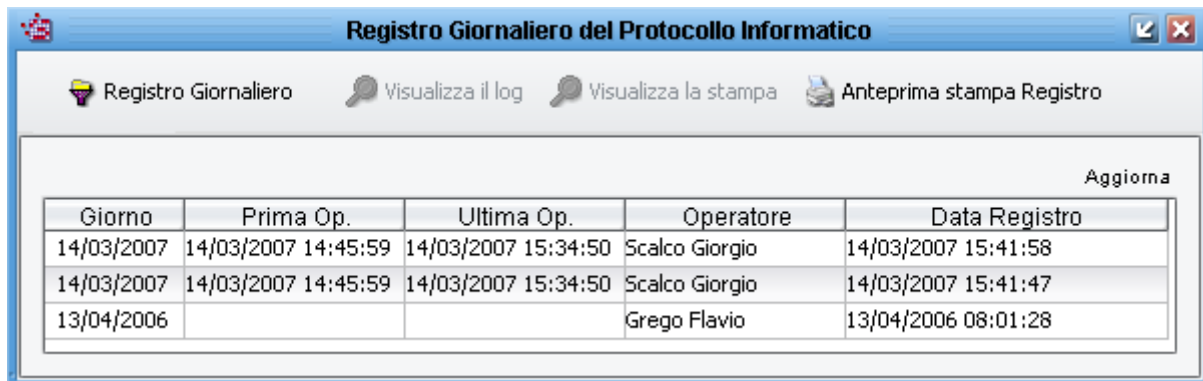 Registro Giornaliero del Protocollo Informatico
Registro Giornaliero Visualizza il log Visualizza la stampa Anteprima stampa Registro
Aggiorna
Giorno Prima Op. Ultima Op. Operatore Data Registro
14/03/2007 14/03/2007 14:45:59 14/03/2007 15:34:50 Scalco Giorgio 14/03/2007 15:41:58
14/03/2007 14/03/2007 14:45:59 14/03/2007 15:34:50 Scalco Giorgio 14/03/2007 15:41:47
13/04/2006 Grego Flavio 13/04/2006 08:01:28